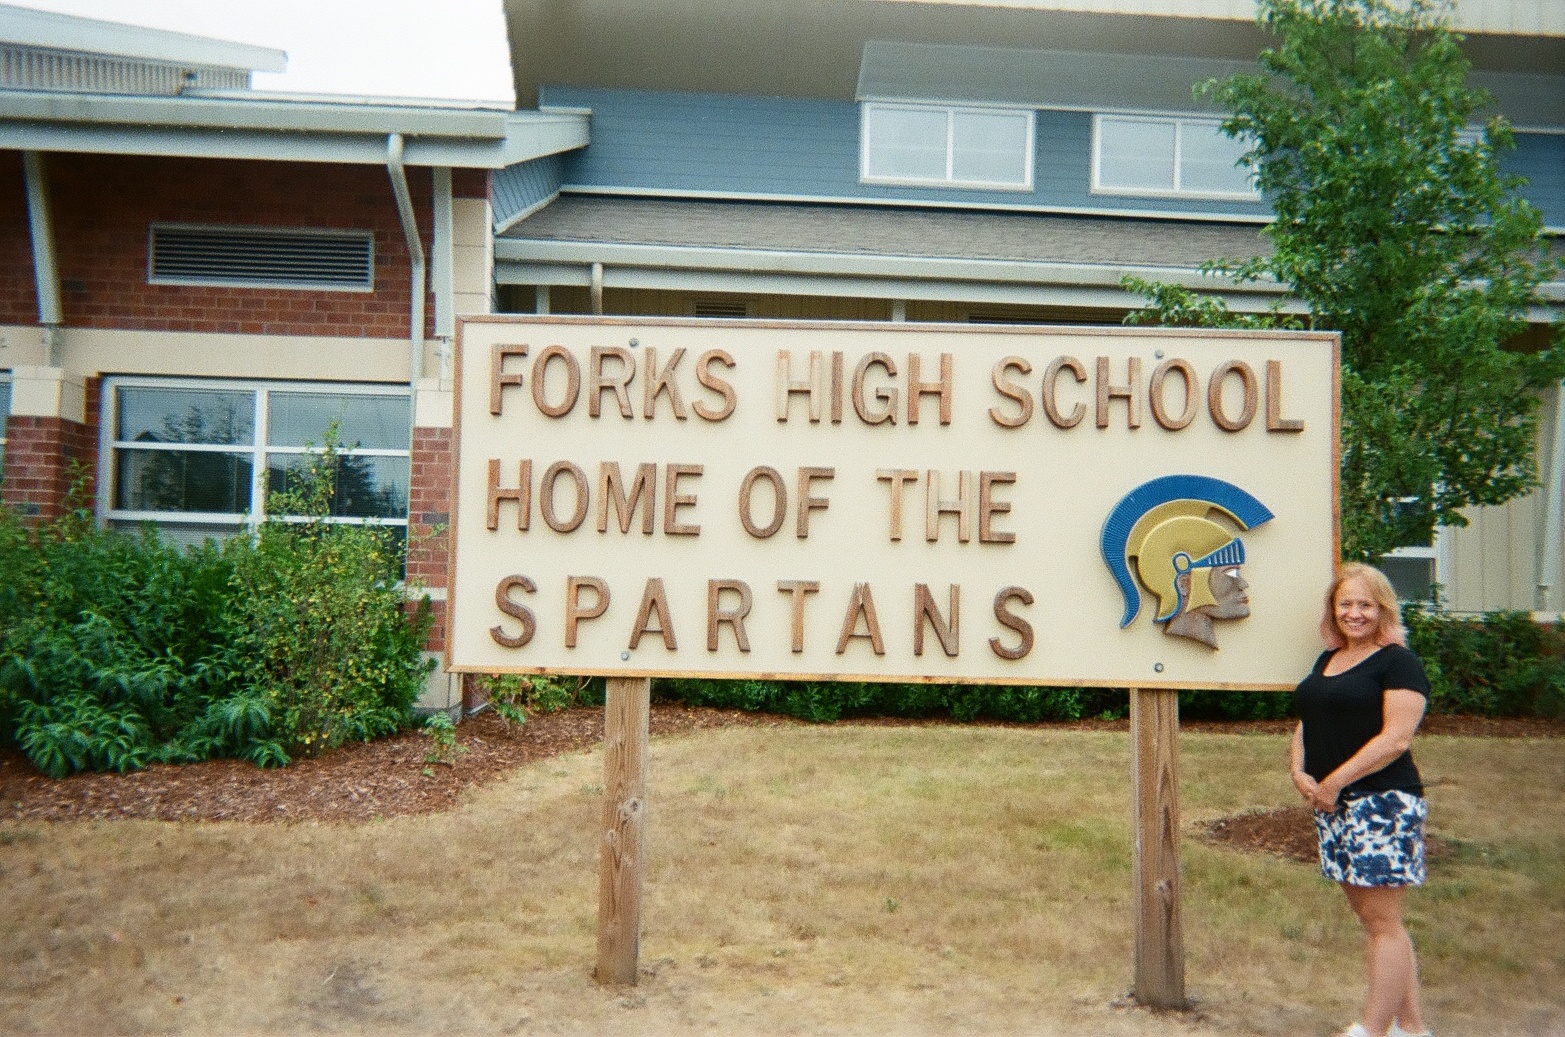 FORKS HIGH SCHOOL
HOME OF THE
SPARTANS